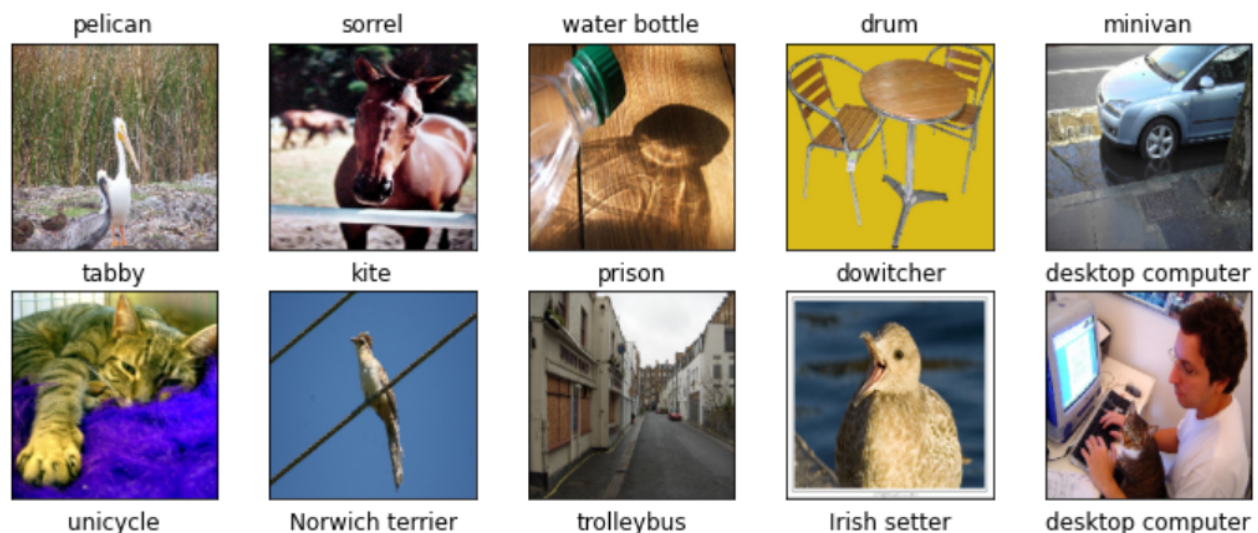 pelican sorrel water bottle drum minivan
tabby kite prison dowitcher desktop computer
unicycle Norwich terrier trolleybus Irish setter desktop computer